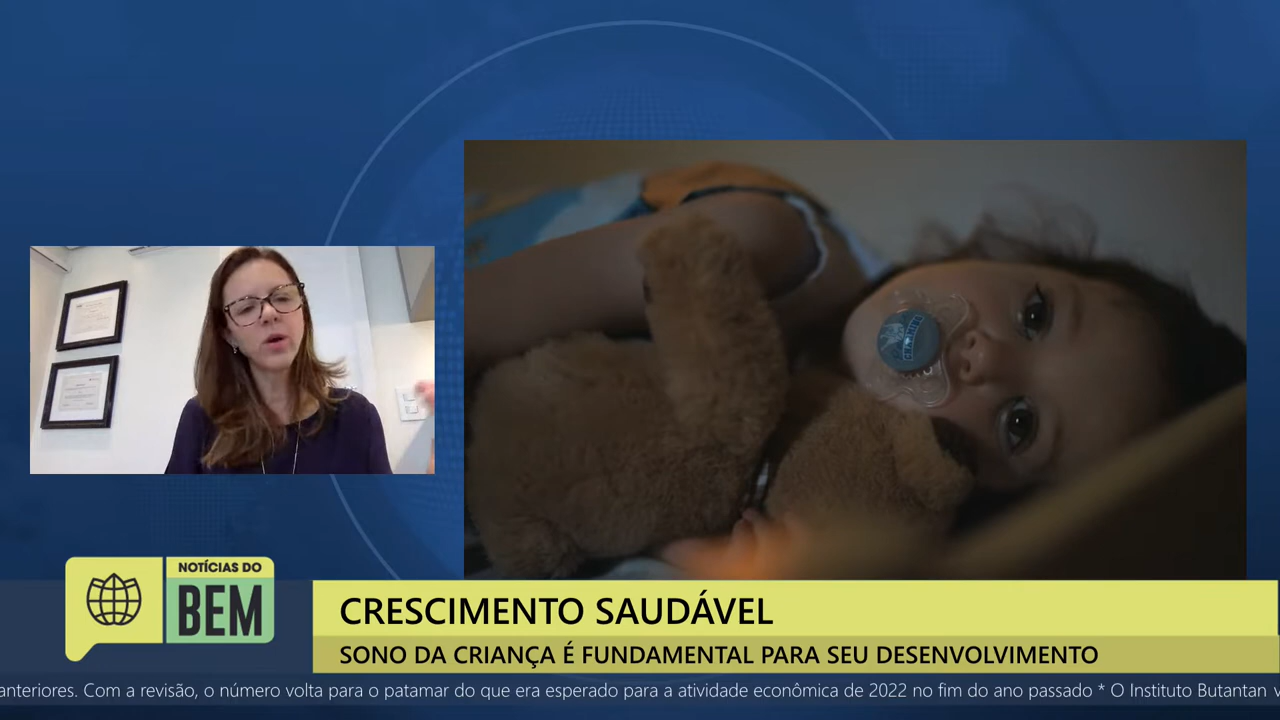 NOTÍCIAS DO
BEM
CRESCIMENTO SAUDÁVEL
SONO DA CRIANÇA É FUNDAMENTAL PARA SEU DESENVOLVIMENTO
anteriores. Com a revisão, o número volta para o patamar do que era esperado para a atividade econômica de 2022 no fim do ano passado * O Instituto Butantan v